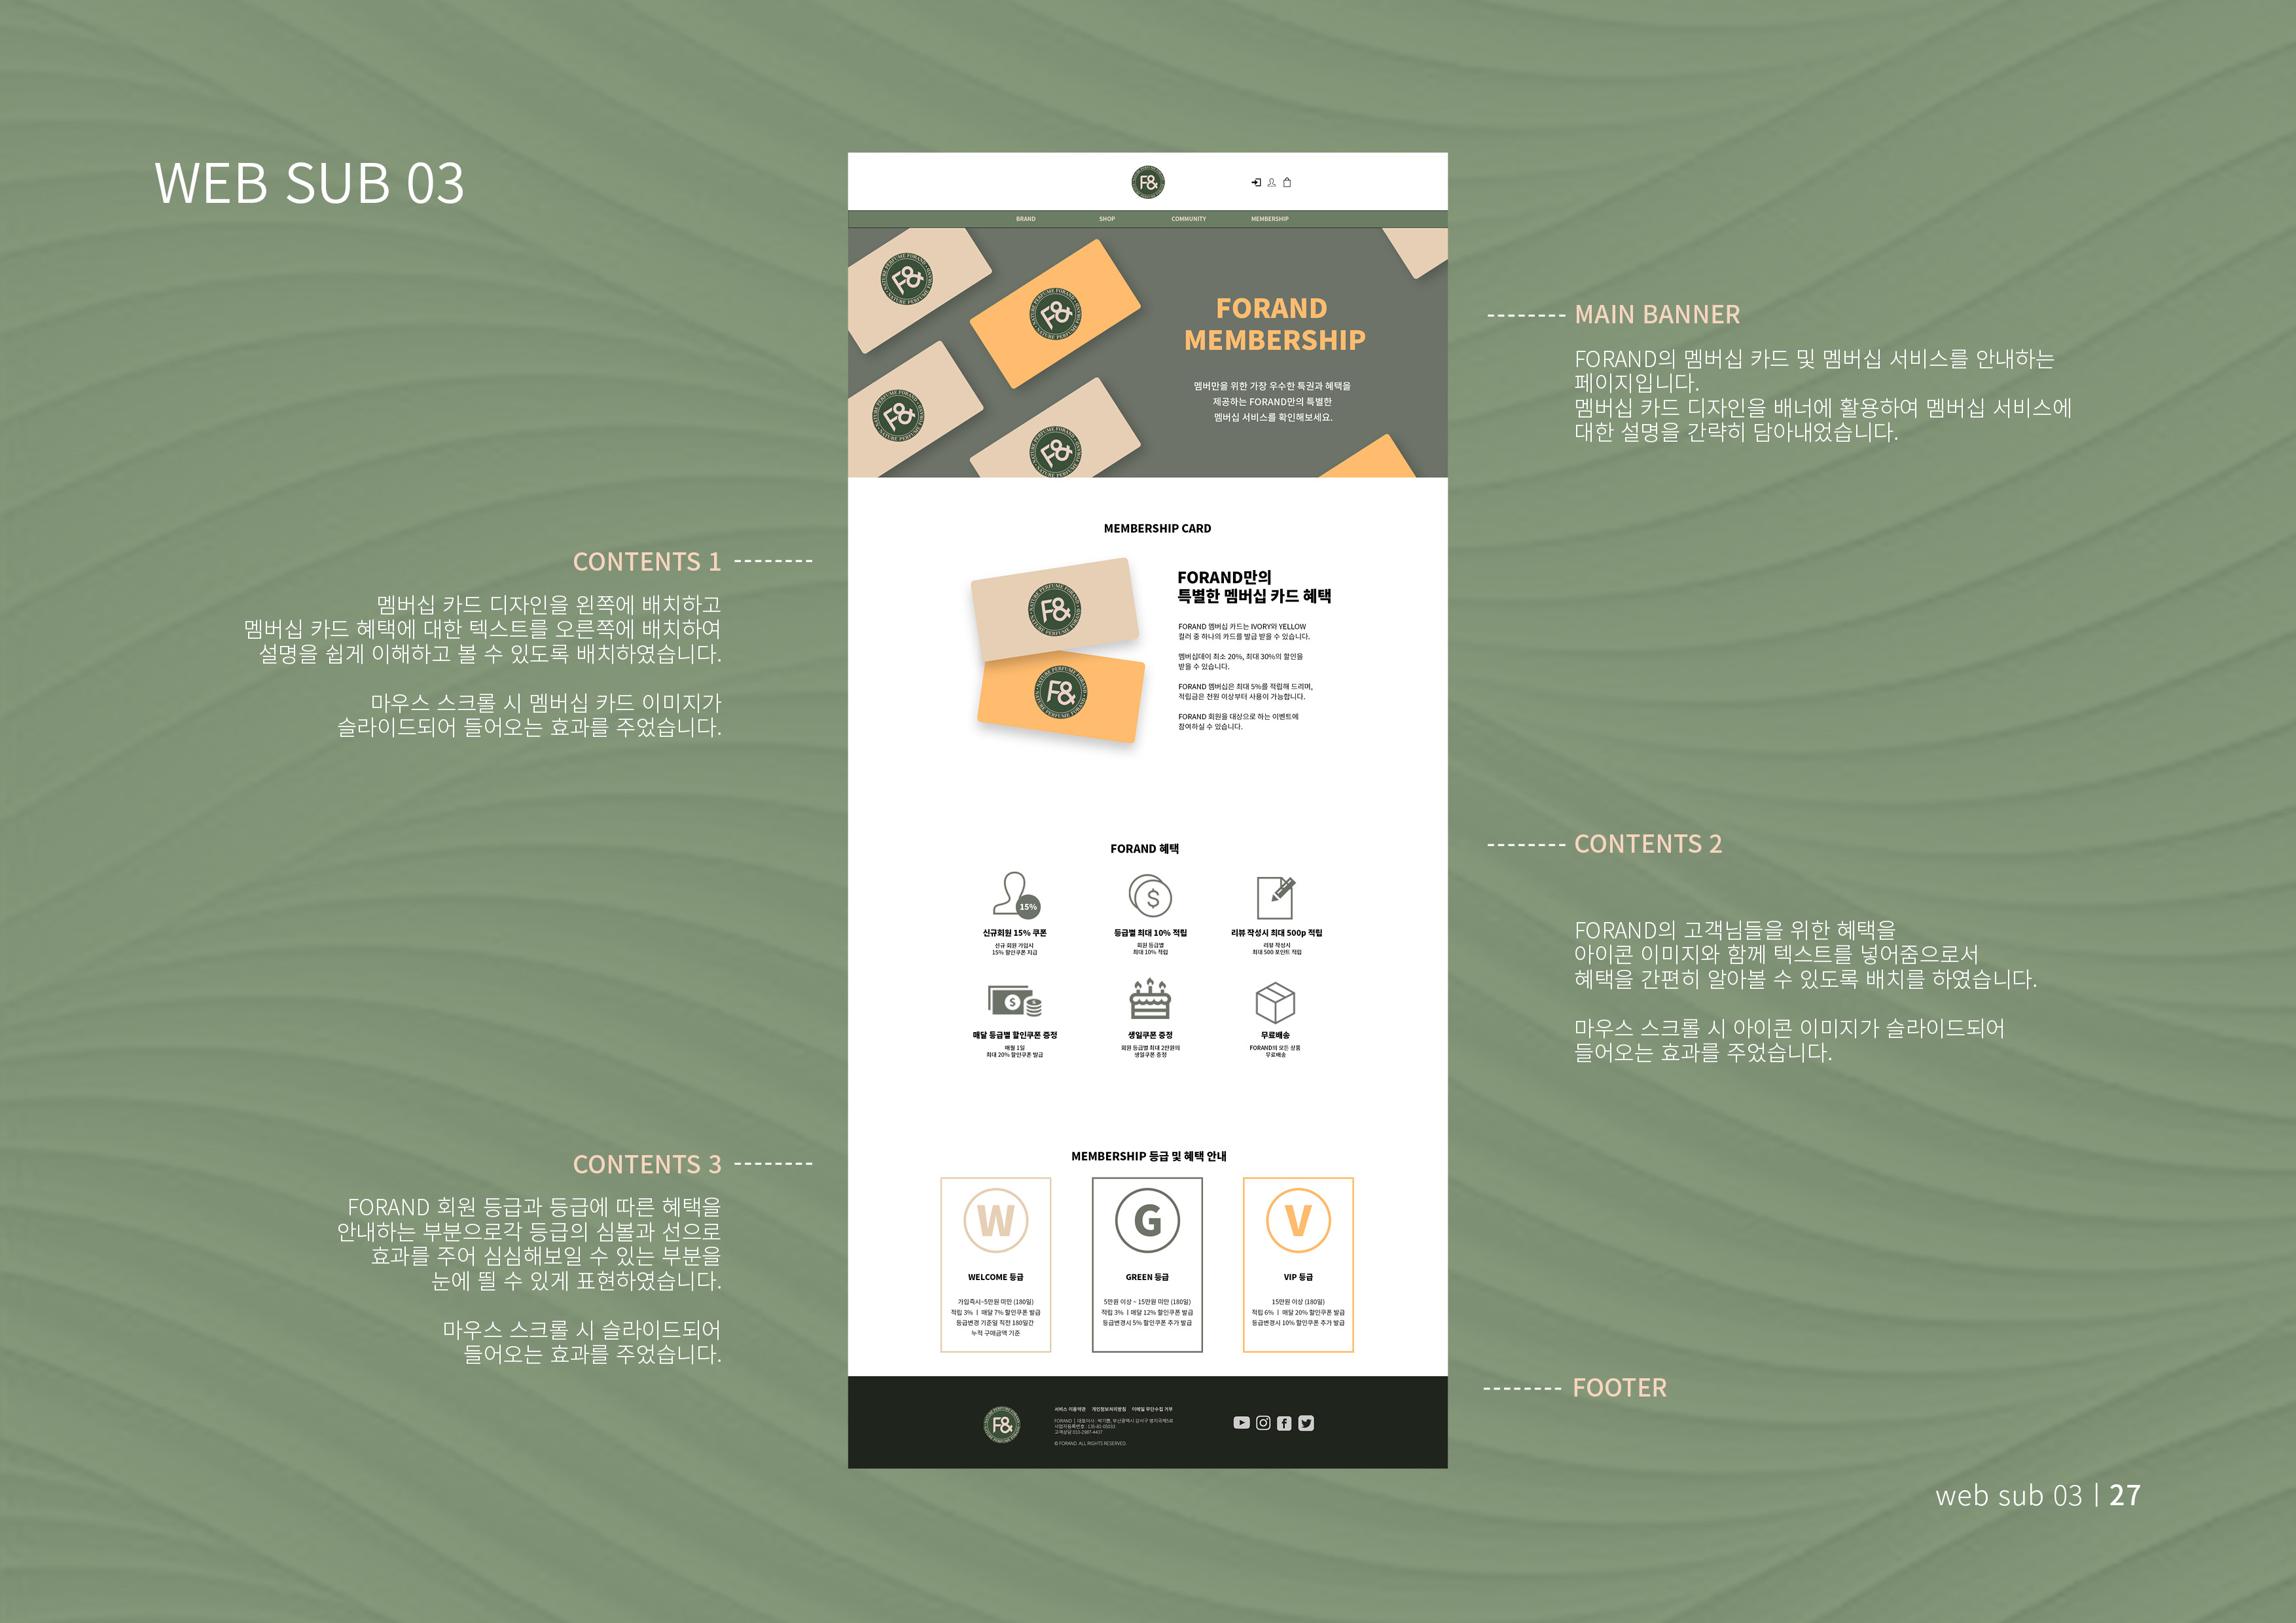 WEB SUB 03
F&
BRAND
SHOP
COMMUNITY
MEMBERSHIP
FORAND
MEMBERSHIP
멤버만을 위한 가장 우수한 특권과 혜택을
제공하는 FORAND만의 특별한
멤버십 서비스를 확인해보세요.
MAIN BANNER
FORAND의 멤버십 카드 및 멤버십 서비스를 안내하는
페이지입니다.
멤버십 카드 디자인을 배너에 활용하여 멤버십 서비스에
대한 설명을 간략히 담아내었습니다.
CONTENTS 1
멤버십 카드 디자인을 왼쪽에 배치하고
멤버십 카드 혜택에 대한 텍스트를 오른쪽에 배치하여
설명을 쉽게 이해하고 볼 수 있도록 배치하였습니다.
마우스 스크롤 시 멤버십 카드 이미지가
슬라이드되어 들어오는 효과를 주었습니다.
MEMBERSHIP CARD
F&
F&
FORAND만의
특별한 멤버십 카드 혜택
FORAND 멤버십 카드는 IVORY와 YELLOW
컬러 중 하나의 카드를 발급 받을 수 있습니다.
멤버십데이 최소 20%, 최대 30%의 할인을
받을 수 있습니다.
FORAND 멤버십은 최대 5%를 적립해 드리며,
적립금은 천원 이상부터 사용이 가능합니다.
FORAND 회원을 대상으로 하는 이벤트에
참여하실 수 있습니다.
FORAND 혜택
15%
신규회원 15% 쿠폰
신규 회원 가입시
15% 할인쿠폰 지급
등급별 최대 10% 적립
회원 등급별
최대 10% 적립
리뷰 작성시 최대 500p 적립
리뷰 작성시
최대 500 포인트 적립
매달 등급별 할인쿠폰 증정
매월 1일
최대 20% 할인쿠폰 발급
생일쿠폰 증정
회원 등급별 최대 2만원의
생일쿠폰 증정
무료배송
FORAND의 모든 상품
무료배송
CONTENTS 2
FORAND의 고객님들을 위한 혜택을
아이콘 이미지와 함께 텍스트를 넣어줌으로서
혜택을 간편히 알아볼 수 있도록 배치를 하였습니다.
마우스 스크롤 시 아이콘 이미지가 슬라이드되어
들어오는 효과를 주었습니다.
CONTENTS 3
FORAND 회원 등급과 등급에 따른 혜택을
안내하는 부분으로각 등급의 심볼과 선으로
효과를 주어 심심해보일 수 있는 부분을
눈에 띌 수 있게 표현하였습니다.
마우스 스크롤 시 슬라이드되어
들어오는 효과를 주었습니다.
MEMBERSHIP 등급 및 혜택 안내
W
WELCOME 등급
가입즉시~5만원 미만 (180일)
적립 3% | 매달 7% 할인쿠폰 발급
등급변경 기준일 직전 180일간
누적 구매금액 기준
G
GREEN 등급
5만원 이상 ~ 15만원 미만 (180일)
적립 3% | 매달 12% 할인쿠폰 발급
등급변경시 5% 할인쿠폰 추가 발급
V
VIP 등급
15만원 이상 (180일)
적립 6% | 매달 20% 할인쿠폰 발급
등급변경시 10% 할인쿠폰 추가 발급
FOOTER
F&
서비스 이용약관 개인정보처리방침 이메일 무단수집 거부
© FORAND. ALL RIGHTS RESERVED.
web sub 03 | 27